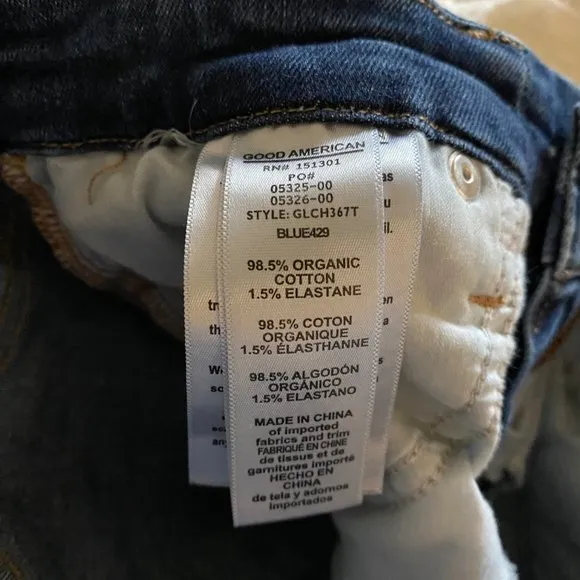 GOOD AMERICAN
RN# 151301
PO#
05325-00
05326-00
STYLE: GLCH367T
BLUE429
98.5% ORGANIC
COTTON
1.5% ELASTANE
98.5% COTON
ORGANIQUE
1.5% ÉLASTHANNE
98.5% ALGODÓN
ORGÁNICO
1.5% ELASTANO
MADE IN CHINA
of imported
fabrics and trim
FABRIQUÉ EN CHINE
de tissus et de
garnitures importé
HECHO EN CHINO
de tela y adornos
importados